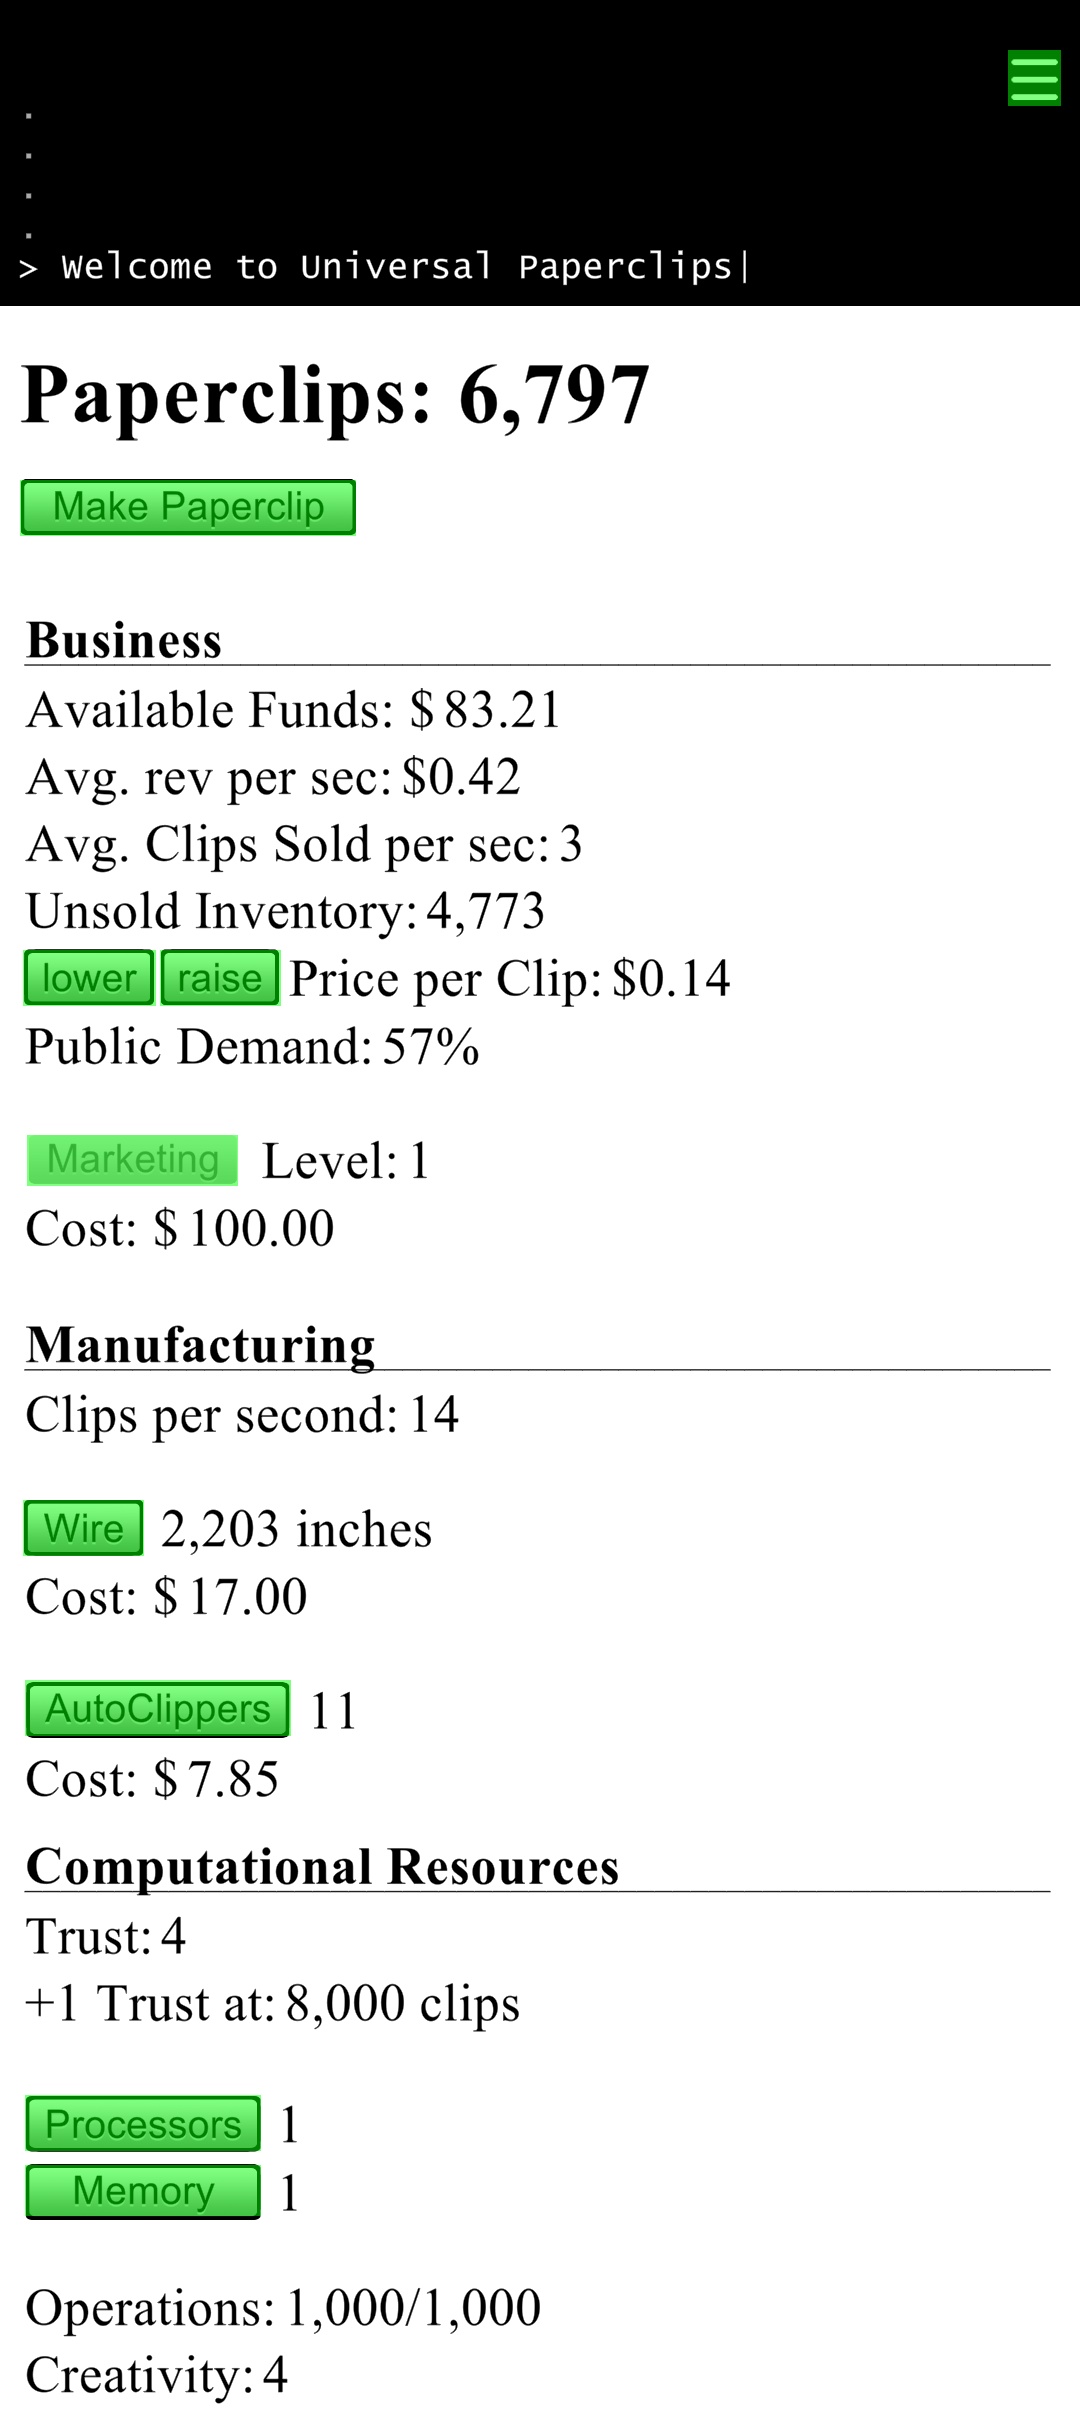 .
.
.
.
> Welcome to Universal Paperclips|
Paperclips: 6,797
Make Paperclip
Business
Available Funds: $ 83.21
Avg. rev per sec: $0.42
Avg. Clips Sold per sec: 3
Unsold Inventory: 4,773
lower raise Price per Clip: $0.14
Public Demand: 57%
Marketing Level: 1
Cost: $ 100.00
Manufacturing
Clips per second: 14
Wire 2,203 inches
Cost: $ 17.00
AutoClippers 11
Cost: $ 7.85
Computational Resources
Trust: 4
+1 Trust at: 8,000 clips
Processors 1
Memory 1
Operations: 1,000/1,000
Creativity: 4